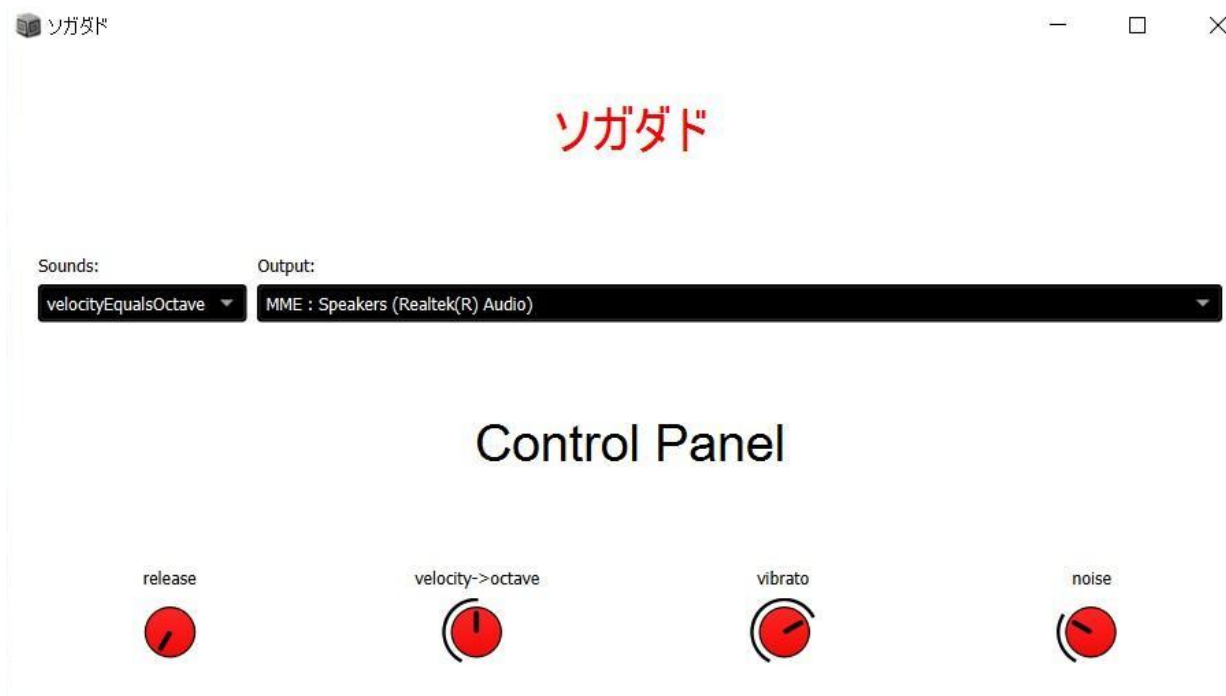 ソガダド
ソガダド
Sounds:
Output:
velocityEqualsOctave
MME : Speakers (Realtek(R) Audio)
Control Panel
release
velocity->octave
vibrato
noise